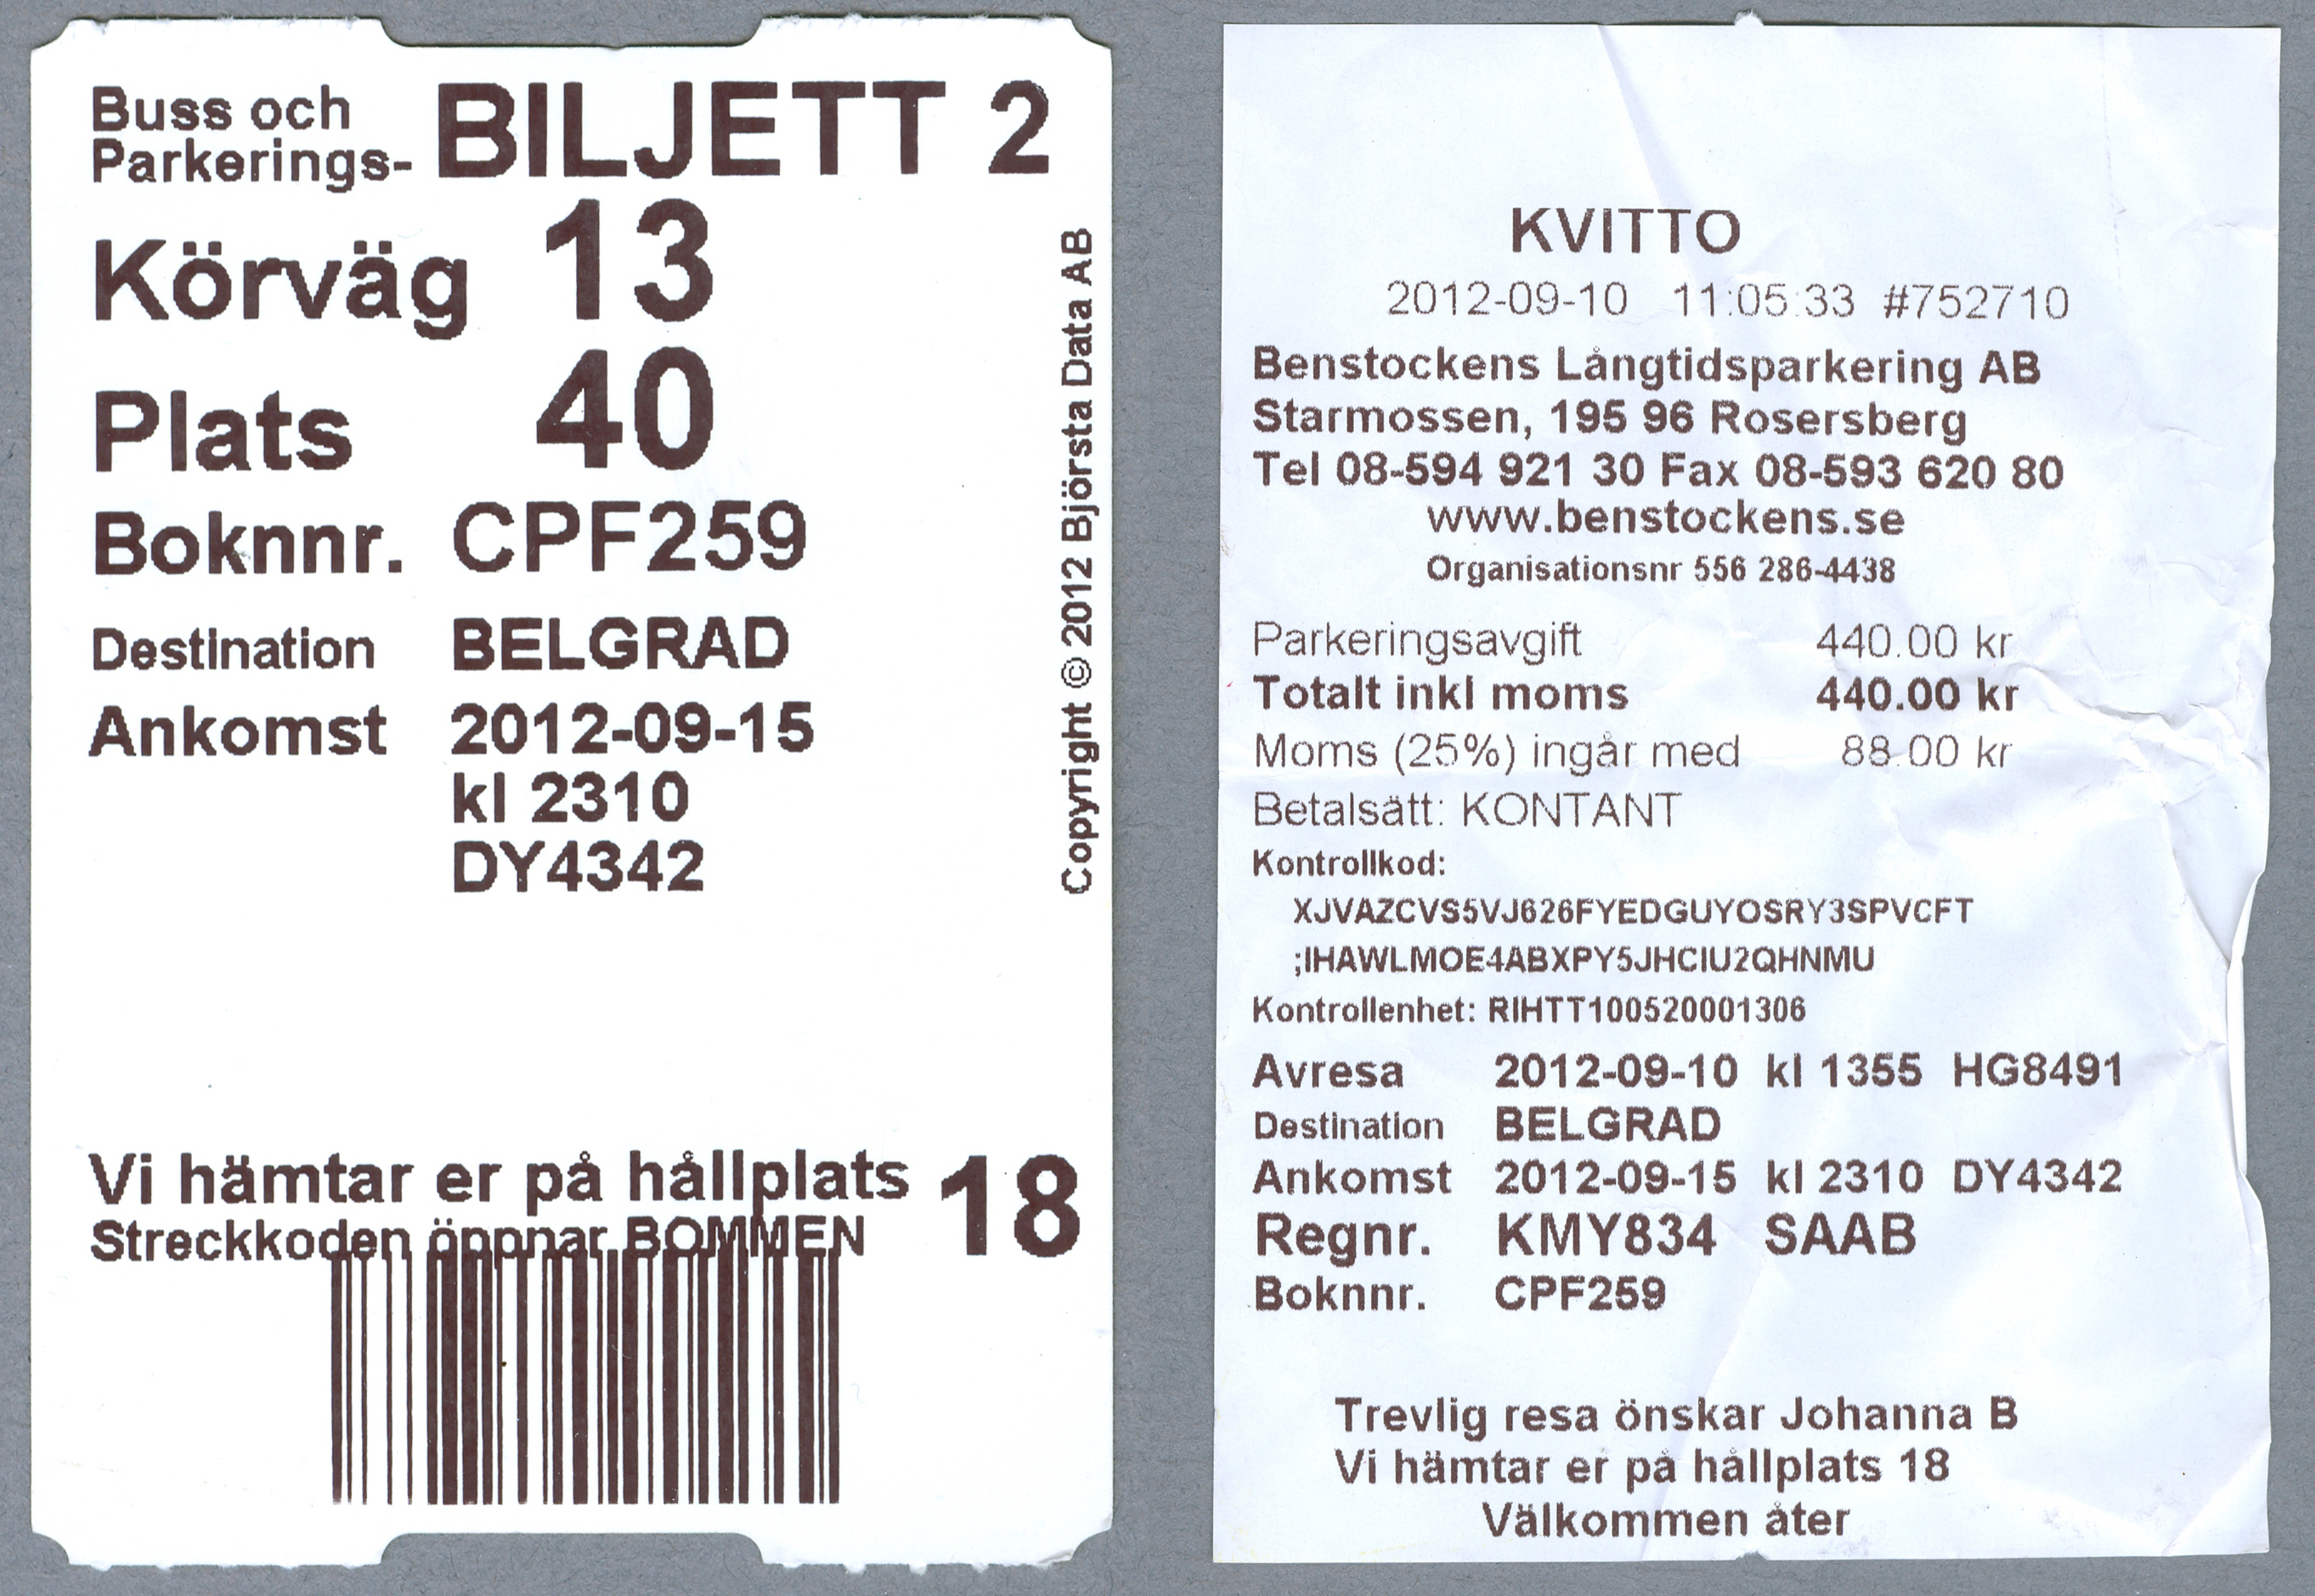 Buss och
Parkerings-
BILJETT 2
Körväg 13
Plats 40
Boknnr. CPF259
Destination BELGRAD
Ankomst 2012-09-15
kl 2310
DY4342
Copyright © 2012 Björsta Data AB
Vi hämtar er på hållplats 18
Streckkoden öppnar BOMMEN
KVITTO
2012-09-10 11:05:33 #752710
Benstockens Långtidsparkering AB
Starmossen, 195 96 Rosersberg
Tel 08-594 921 30 Fax 08-593 620 80
www.benstockens.se
Organisationsnr 556 286-4438
Parkeringsavgift 440.00 kr
Totalt inkl moms 440.00 kr
Moms (25%) ingår med 88.00 kr
Betalsätt: KONTANT
Kontrollkod:
XJVAZCVS5VJ626FYEDGUYOSRY3SPVCFT
;IHAWLMOE4ABXPY5JHCIU2QHNMU
Kontrollenhet: RIHTT100520001306
Avresa 2012-09-10 kl 1355 HG8491
Destination BELGRAD
Ankomst 2012-09-15 kl 2310 DY4342
Regnr. KMY834 SAAB
Boknnr. CPF259
Trevlig resa önskar Johanna B
Vi hämtar er på hållplats 18
Välkommen åter